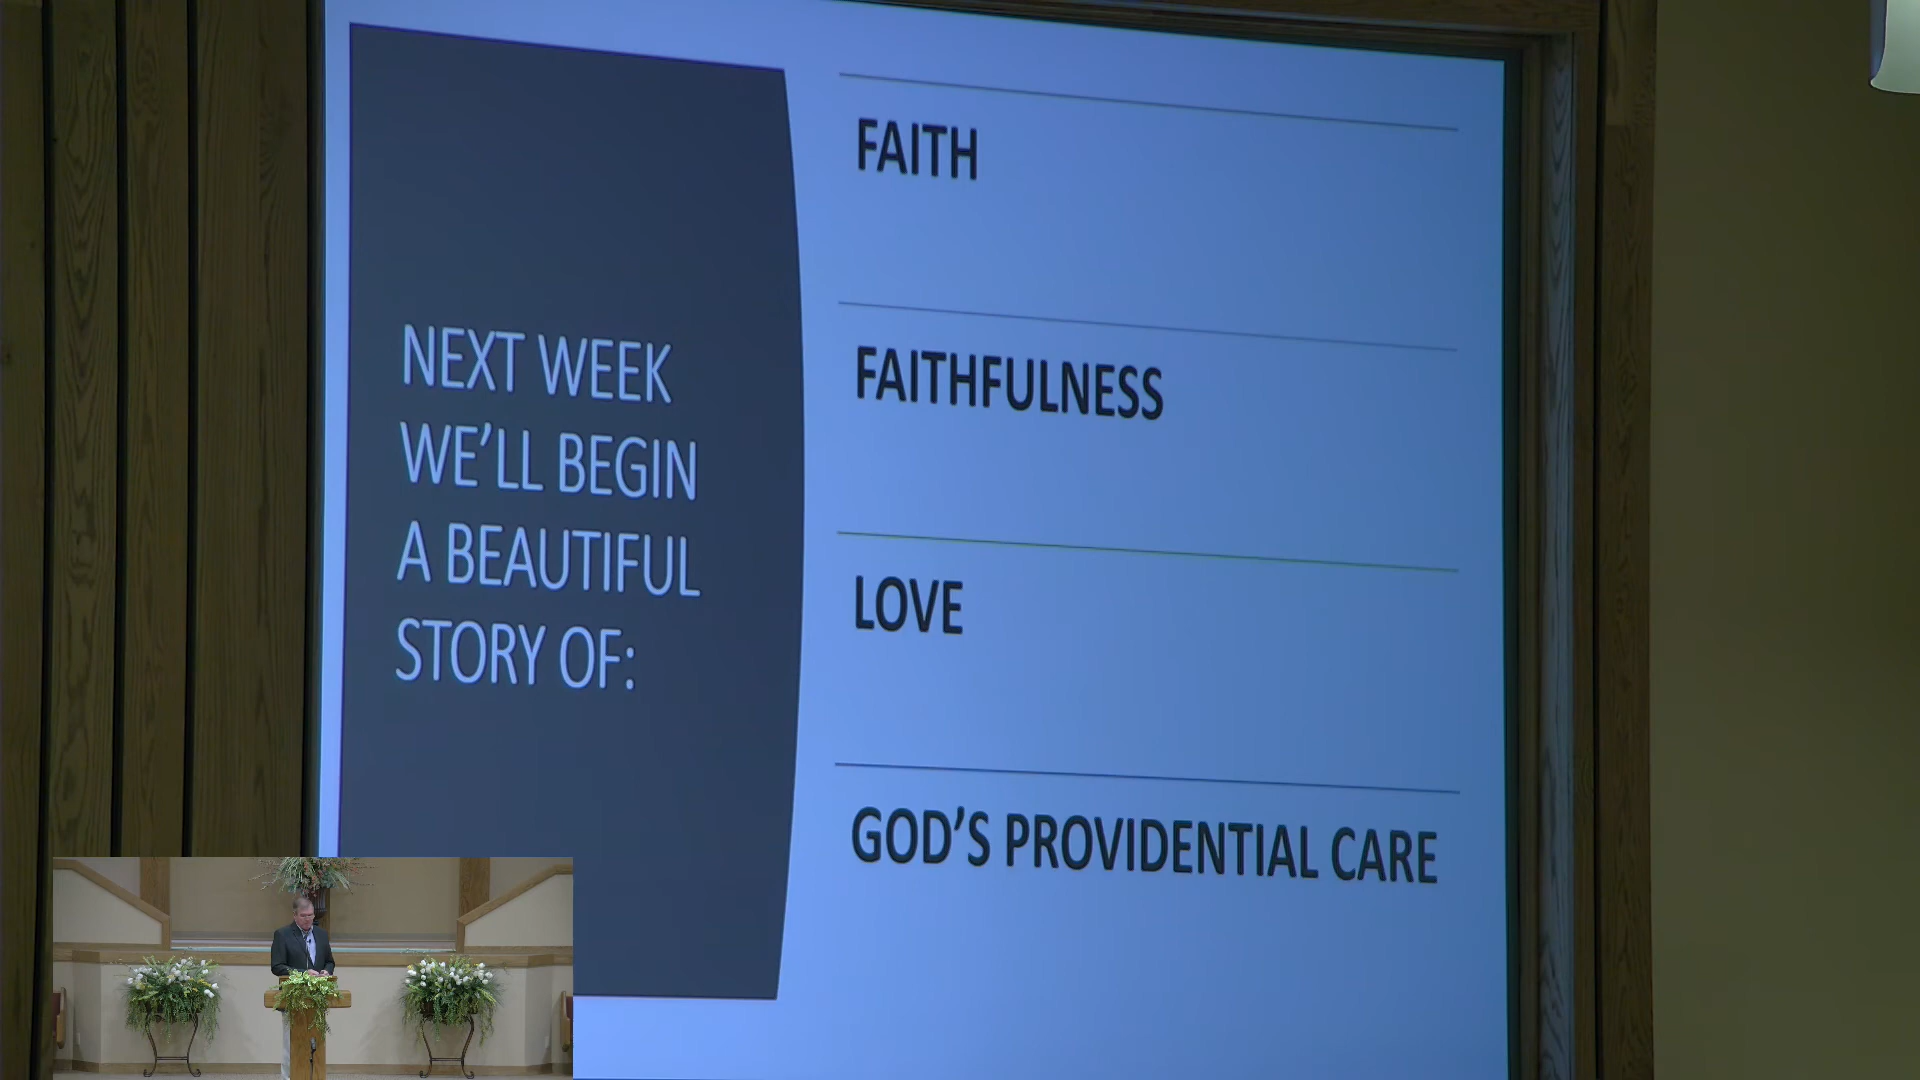 NEXT WEEK
WE'LL BEGIN
A BEAUTIFUL
STORY OF:
FAITH
FAITHFULNESS
LOVE
GOD'S PROVIDENTIAL CARE